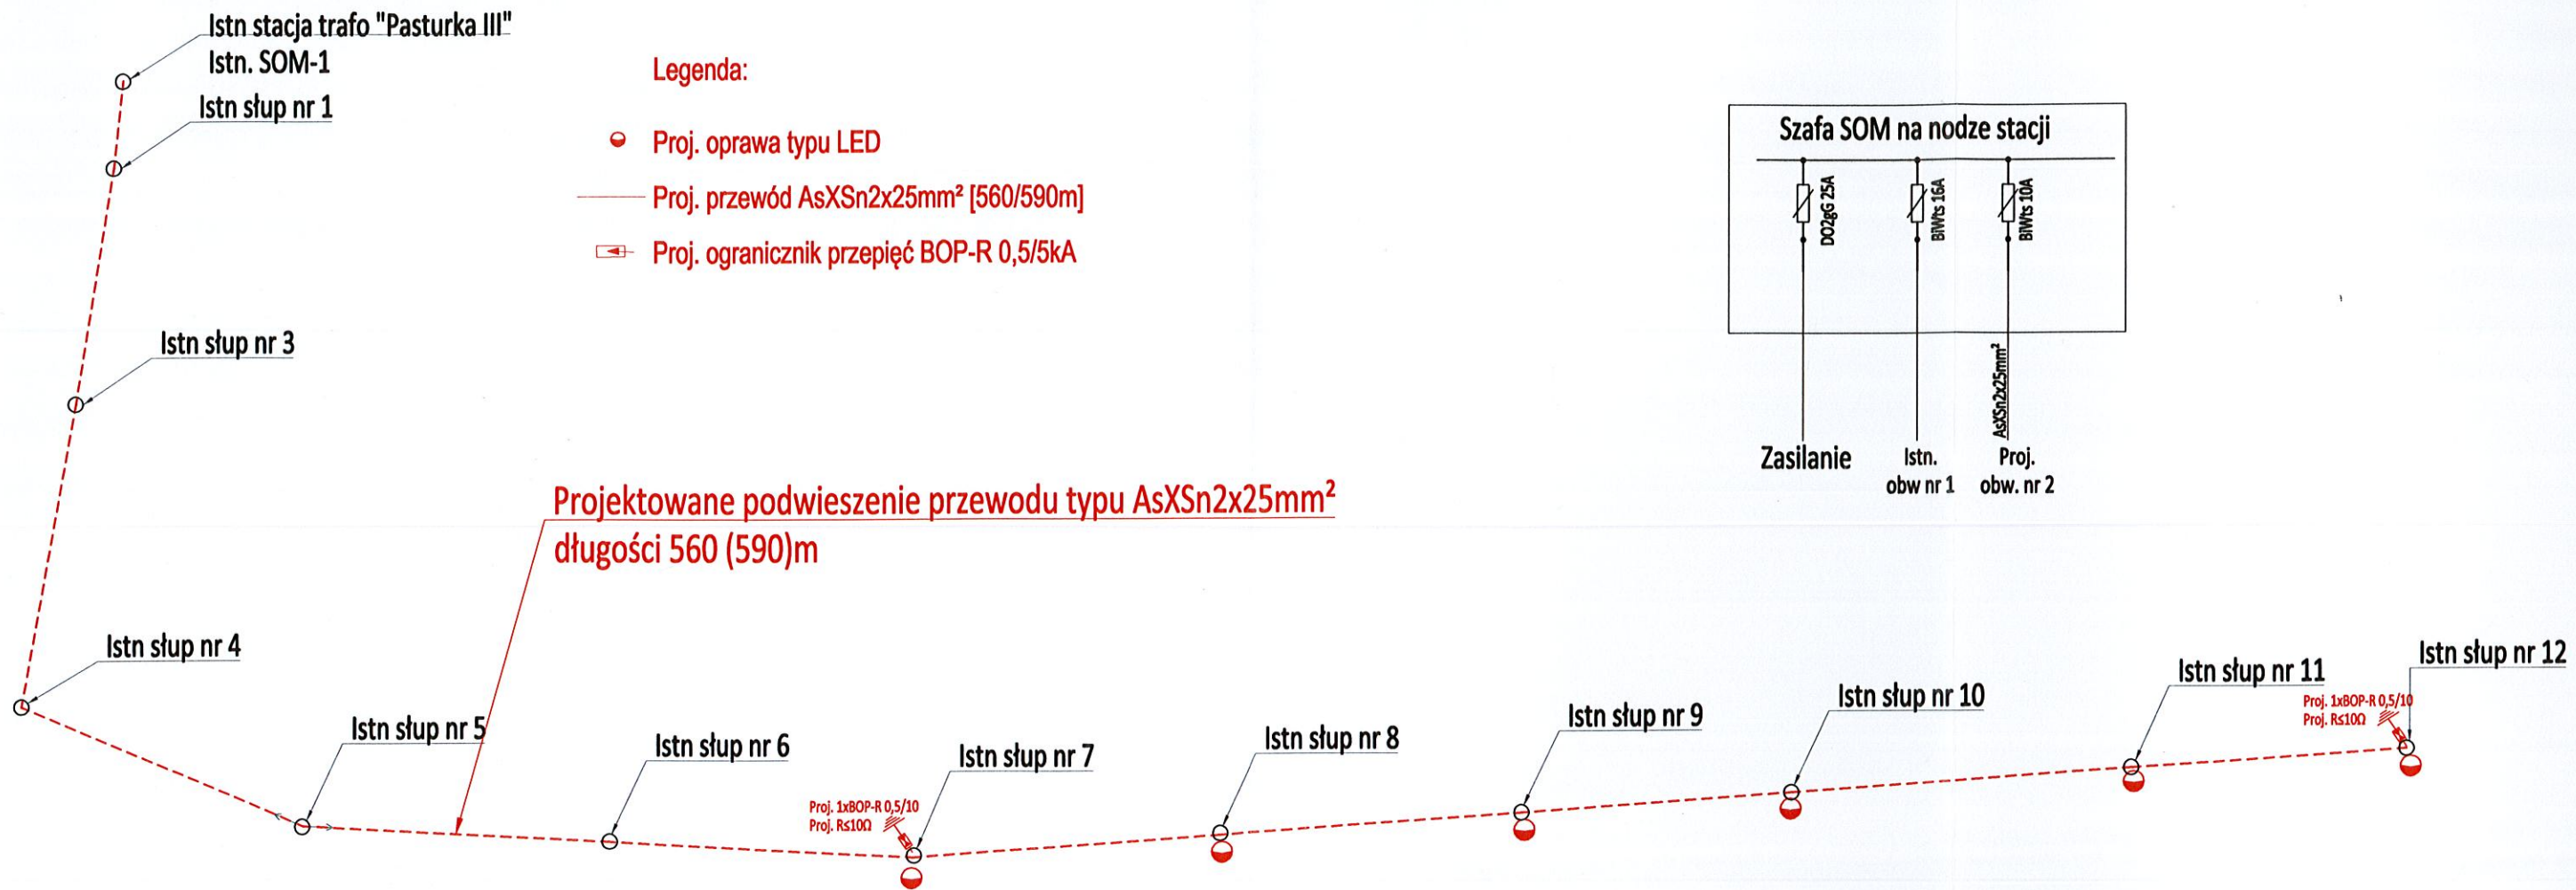 Istn stacja trafo "Pasturka III"
Istn. SOM-1
Istn słup nr 1
Legenda:
Proj. oprawa typu LED
Proj. przewód AsXSn2x25mm² [560/590m]
Proj. ogranicznik przepięć BOP-R 0,5/5kA
Szafa SOM na nodze stacji
DO2gG 25A
BiWts 16A
BiWts 10A
AsXSn2x25mm²
Zasilanie
Istn.
obw nr 1
Proj.
obw. nr 2
Istn słup nr 3
Projektowane podwieszenie przewodu typu AsXSn2x25mm²
długości 560 (590)m
Istn słup nr 4
Istn słup nr 5
Istn słup nr 6
Proj. 1xBOP-R 0,5/10
Proj. R≤10Ω
Istn słup nr 7
Istn słup nr 8
Istn słup nr 9
Istn słup nr 10
Istn słup nr 11
Proj. 1xBOP-R 0,5/10
Proj. R≤10Ω
Istn słup nr 12